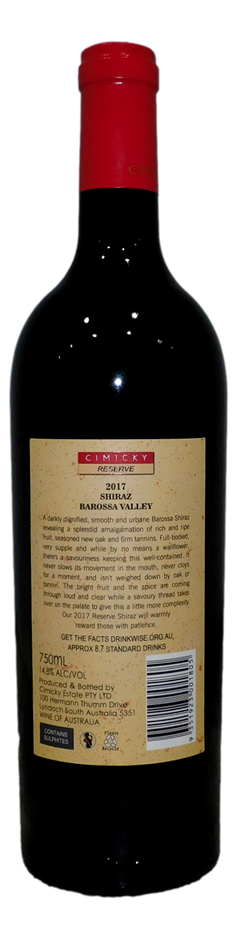 CIMICKY
RESERVE
2017
SHIRAZ
BAROSSA VALLEY
A darkly dignified, smooth and urbane Barossa Shiraz
revealing a splendid amalgamation of rich and ripe
fruit, seasoned new oak and firm tannins. Full-bodied,
very supple and while by no means a wallflower,
there's a savouriness keeping this well-contained. It
never slows its movement in the mouth, never cloys
for a moment, and isn't weighed down by oak or
tannin. The bright fruit and the spice are coming
through loud and clear while a savoury thread takes
over on the palate to give this a little more complexity.
Our 2017 Reserve Shiraz will warmly
reward those with patience.
GET THE FACTS DRINKWISE.ORG.AU,
APPROX 8.7 STANDARD DRINKS
750mL
14.8% ALC/VOL
Produced & Bottled by
Cimicky Estate PTY LTD
100 Hermann Thumm Drive
Lyndoch South Australia 5351
WINE OF AUSTRALIA
CONTAINS
SULPHITES
Please
Recycle